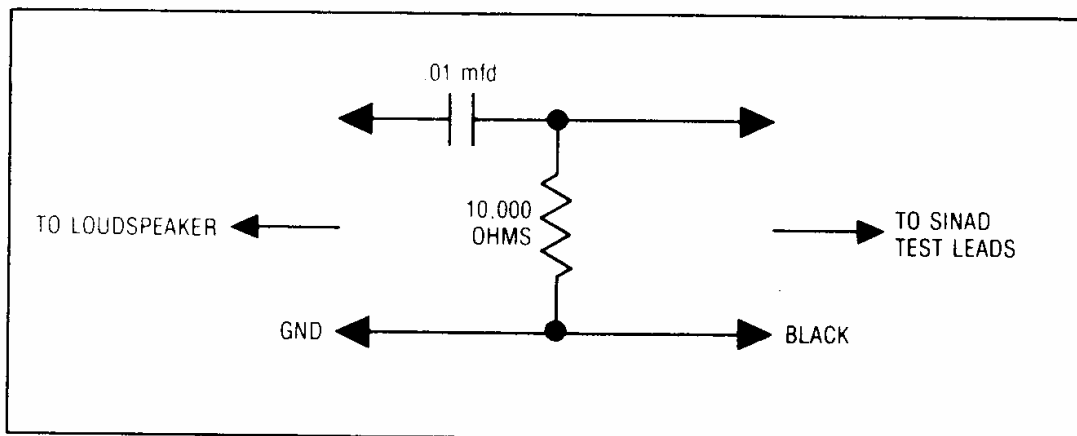 .01 mfd
TO LOUDSPEAKER
10,000
OHMS
TO SINAD
TEST LEADS
GND
BLACK